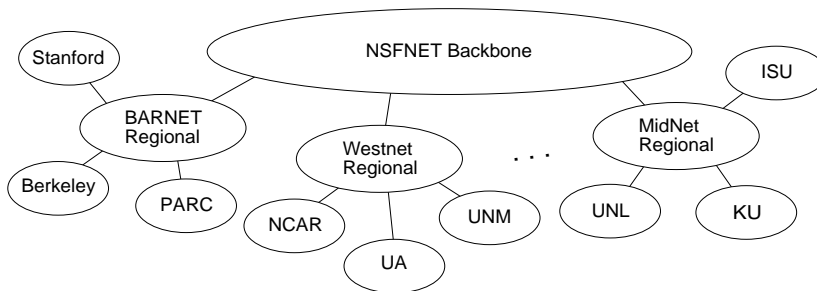 NSFNET Backbone
Stanford
ISU
BARNET
Regional
MidNet
Regional
Westnet
Regional
. . .
Berkeley
PARC
NCAR
UNM
UNL
KU
UA